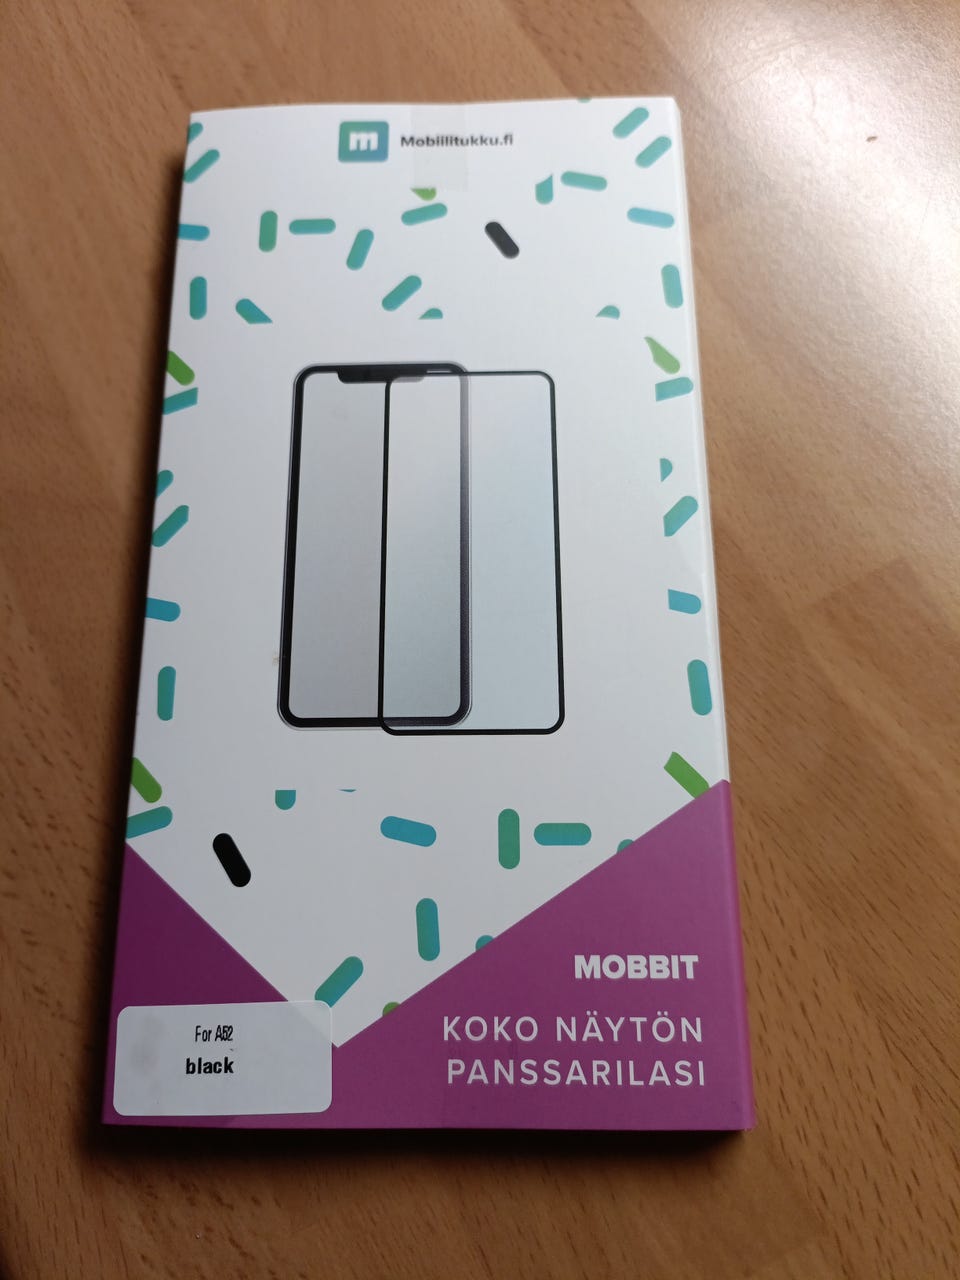 m
Mobiilitukku.fi
MOBBIT
KOKO NÄYTÖN
PANSSARILASI
For A52
black